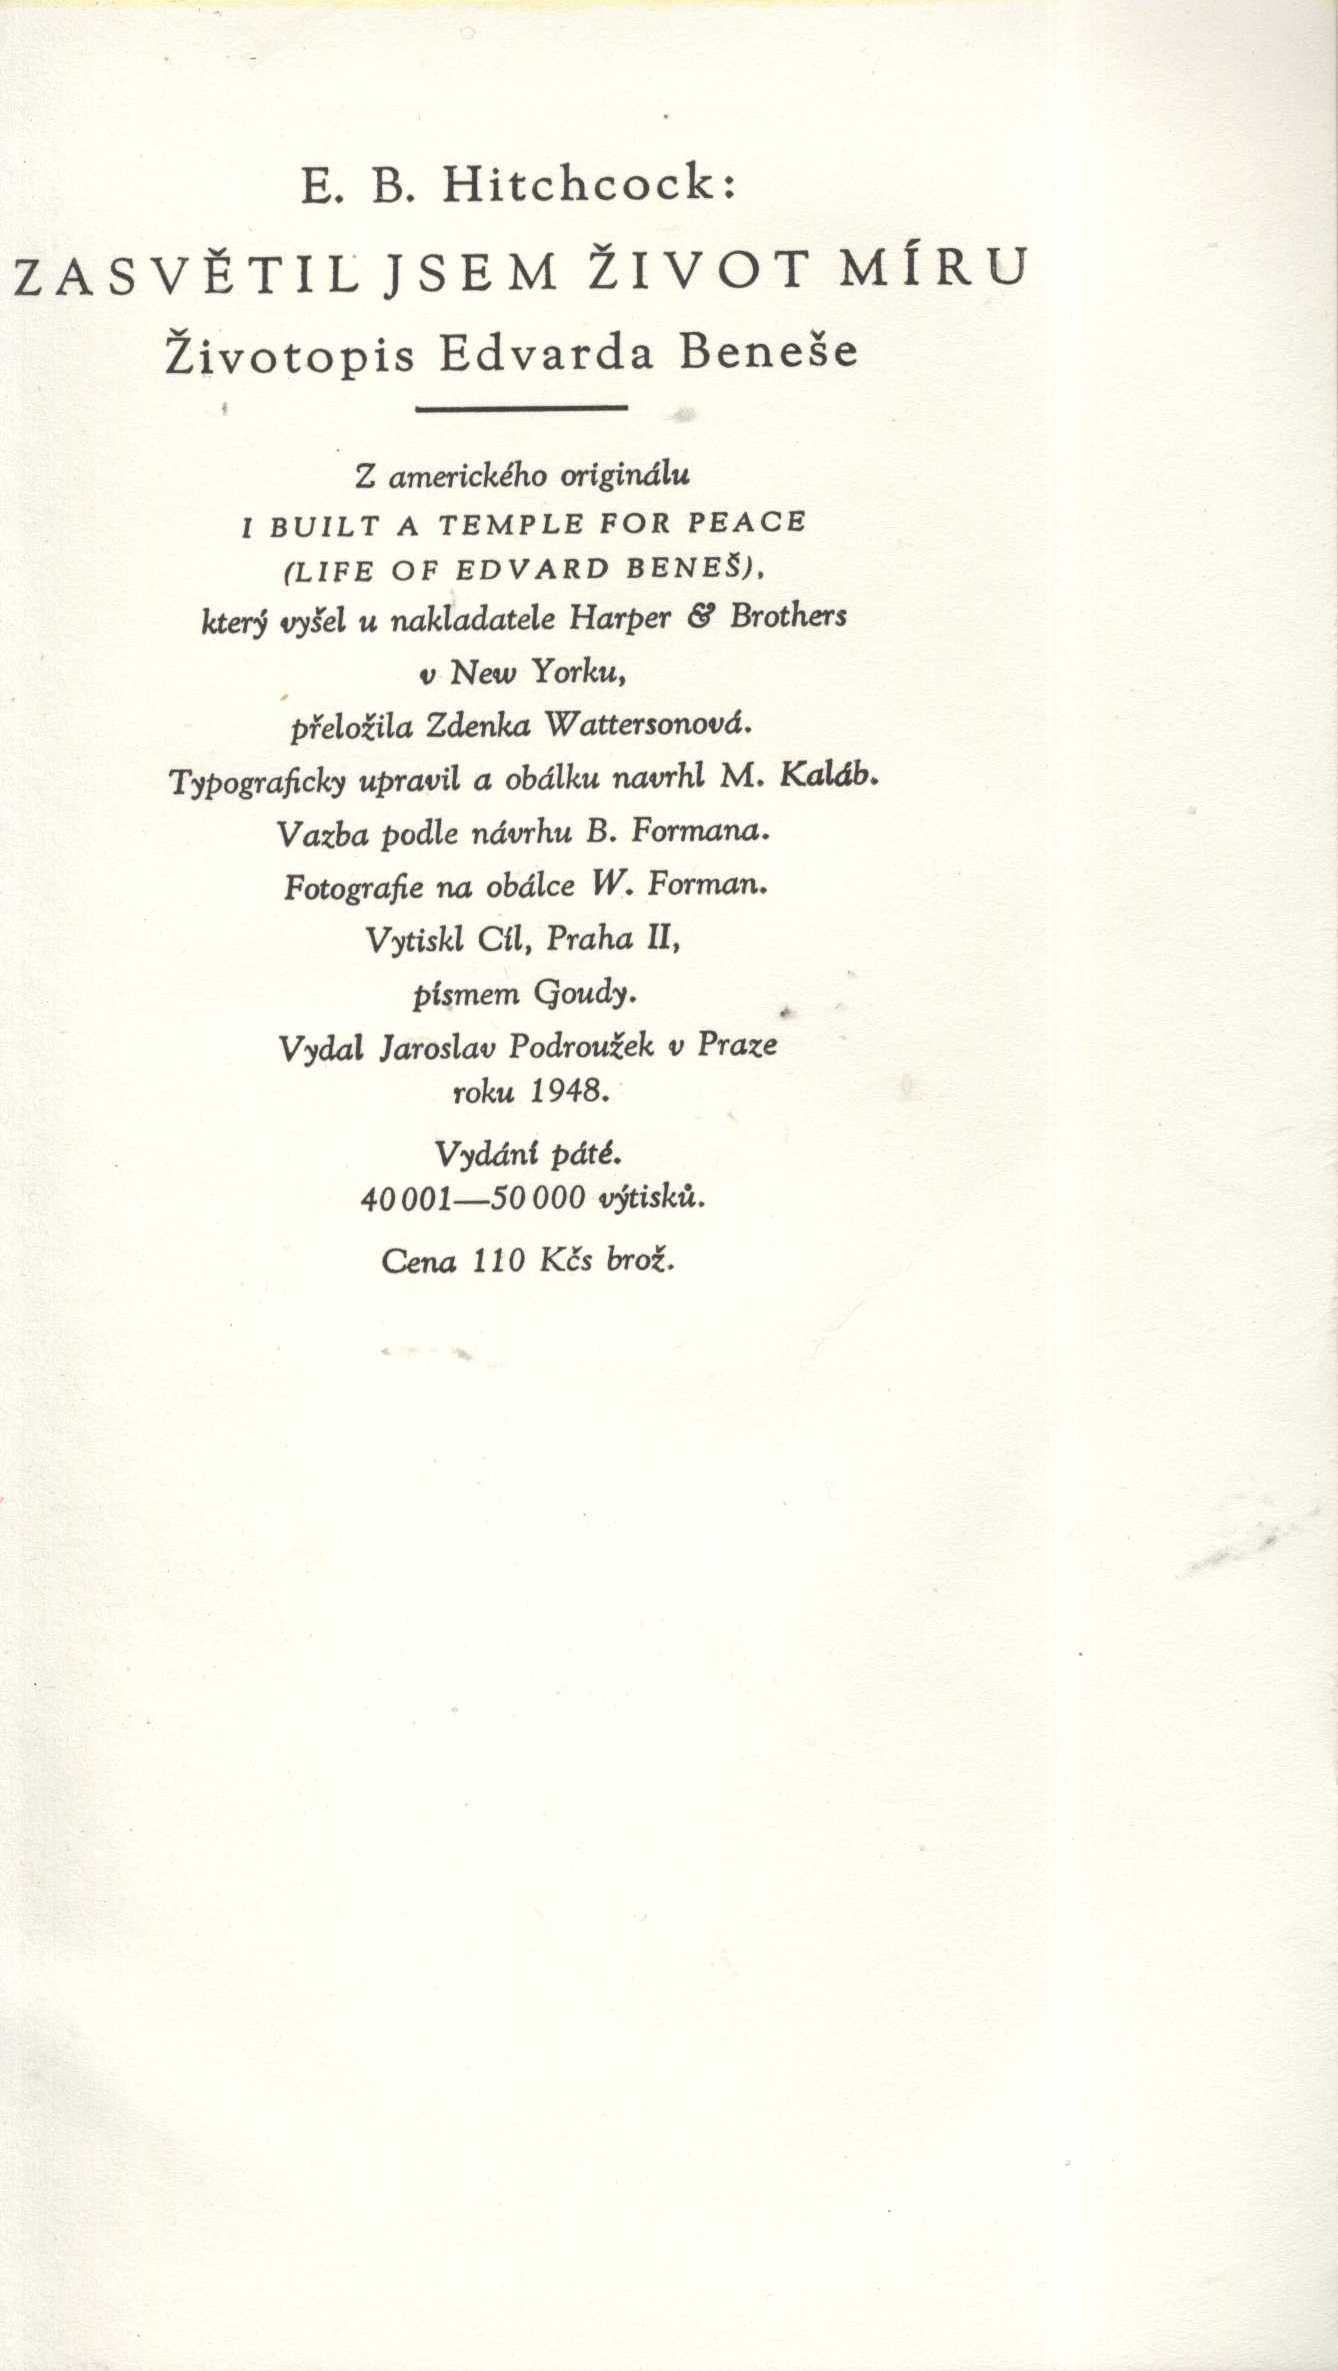 E. B. Hitchcock:
ZASVĚTIL JSEM ŽIVOT MÍRU
Životopis Edvarda Beneše
Z amerického originálu
I BUILT A TEMPLE FOR PEACE
(LIFE OF EDVARD BENEŠ),
který vyšel u nakladatele Harper & Brothers
v New Yorku,
přeložila Zdenka Wattersonová.
Typograficky upravil a obálku navrhl M. Kaláb.
Vazba podle návrhu B. Formana.
Fotografie na obálce W. Forman.
Vytiskl Cíl, Praha II,
písmem Goudy.
Vydal Jaroslav Podroužek v Praze
roku 1948.
Vydání páté.
40 001—50 000 výtisků.
Cena 110 Kčs brož.